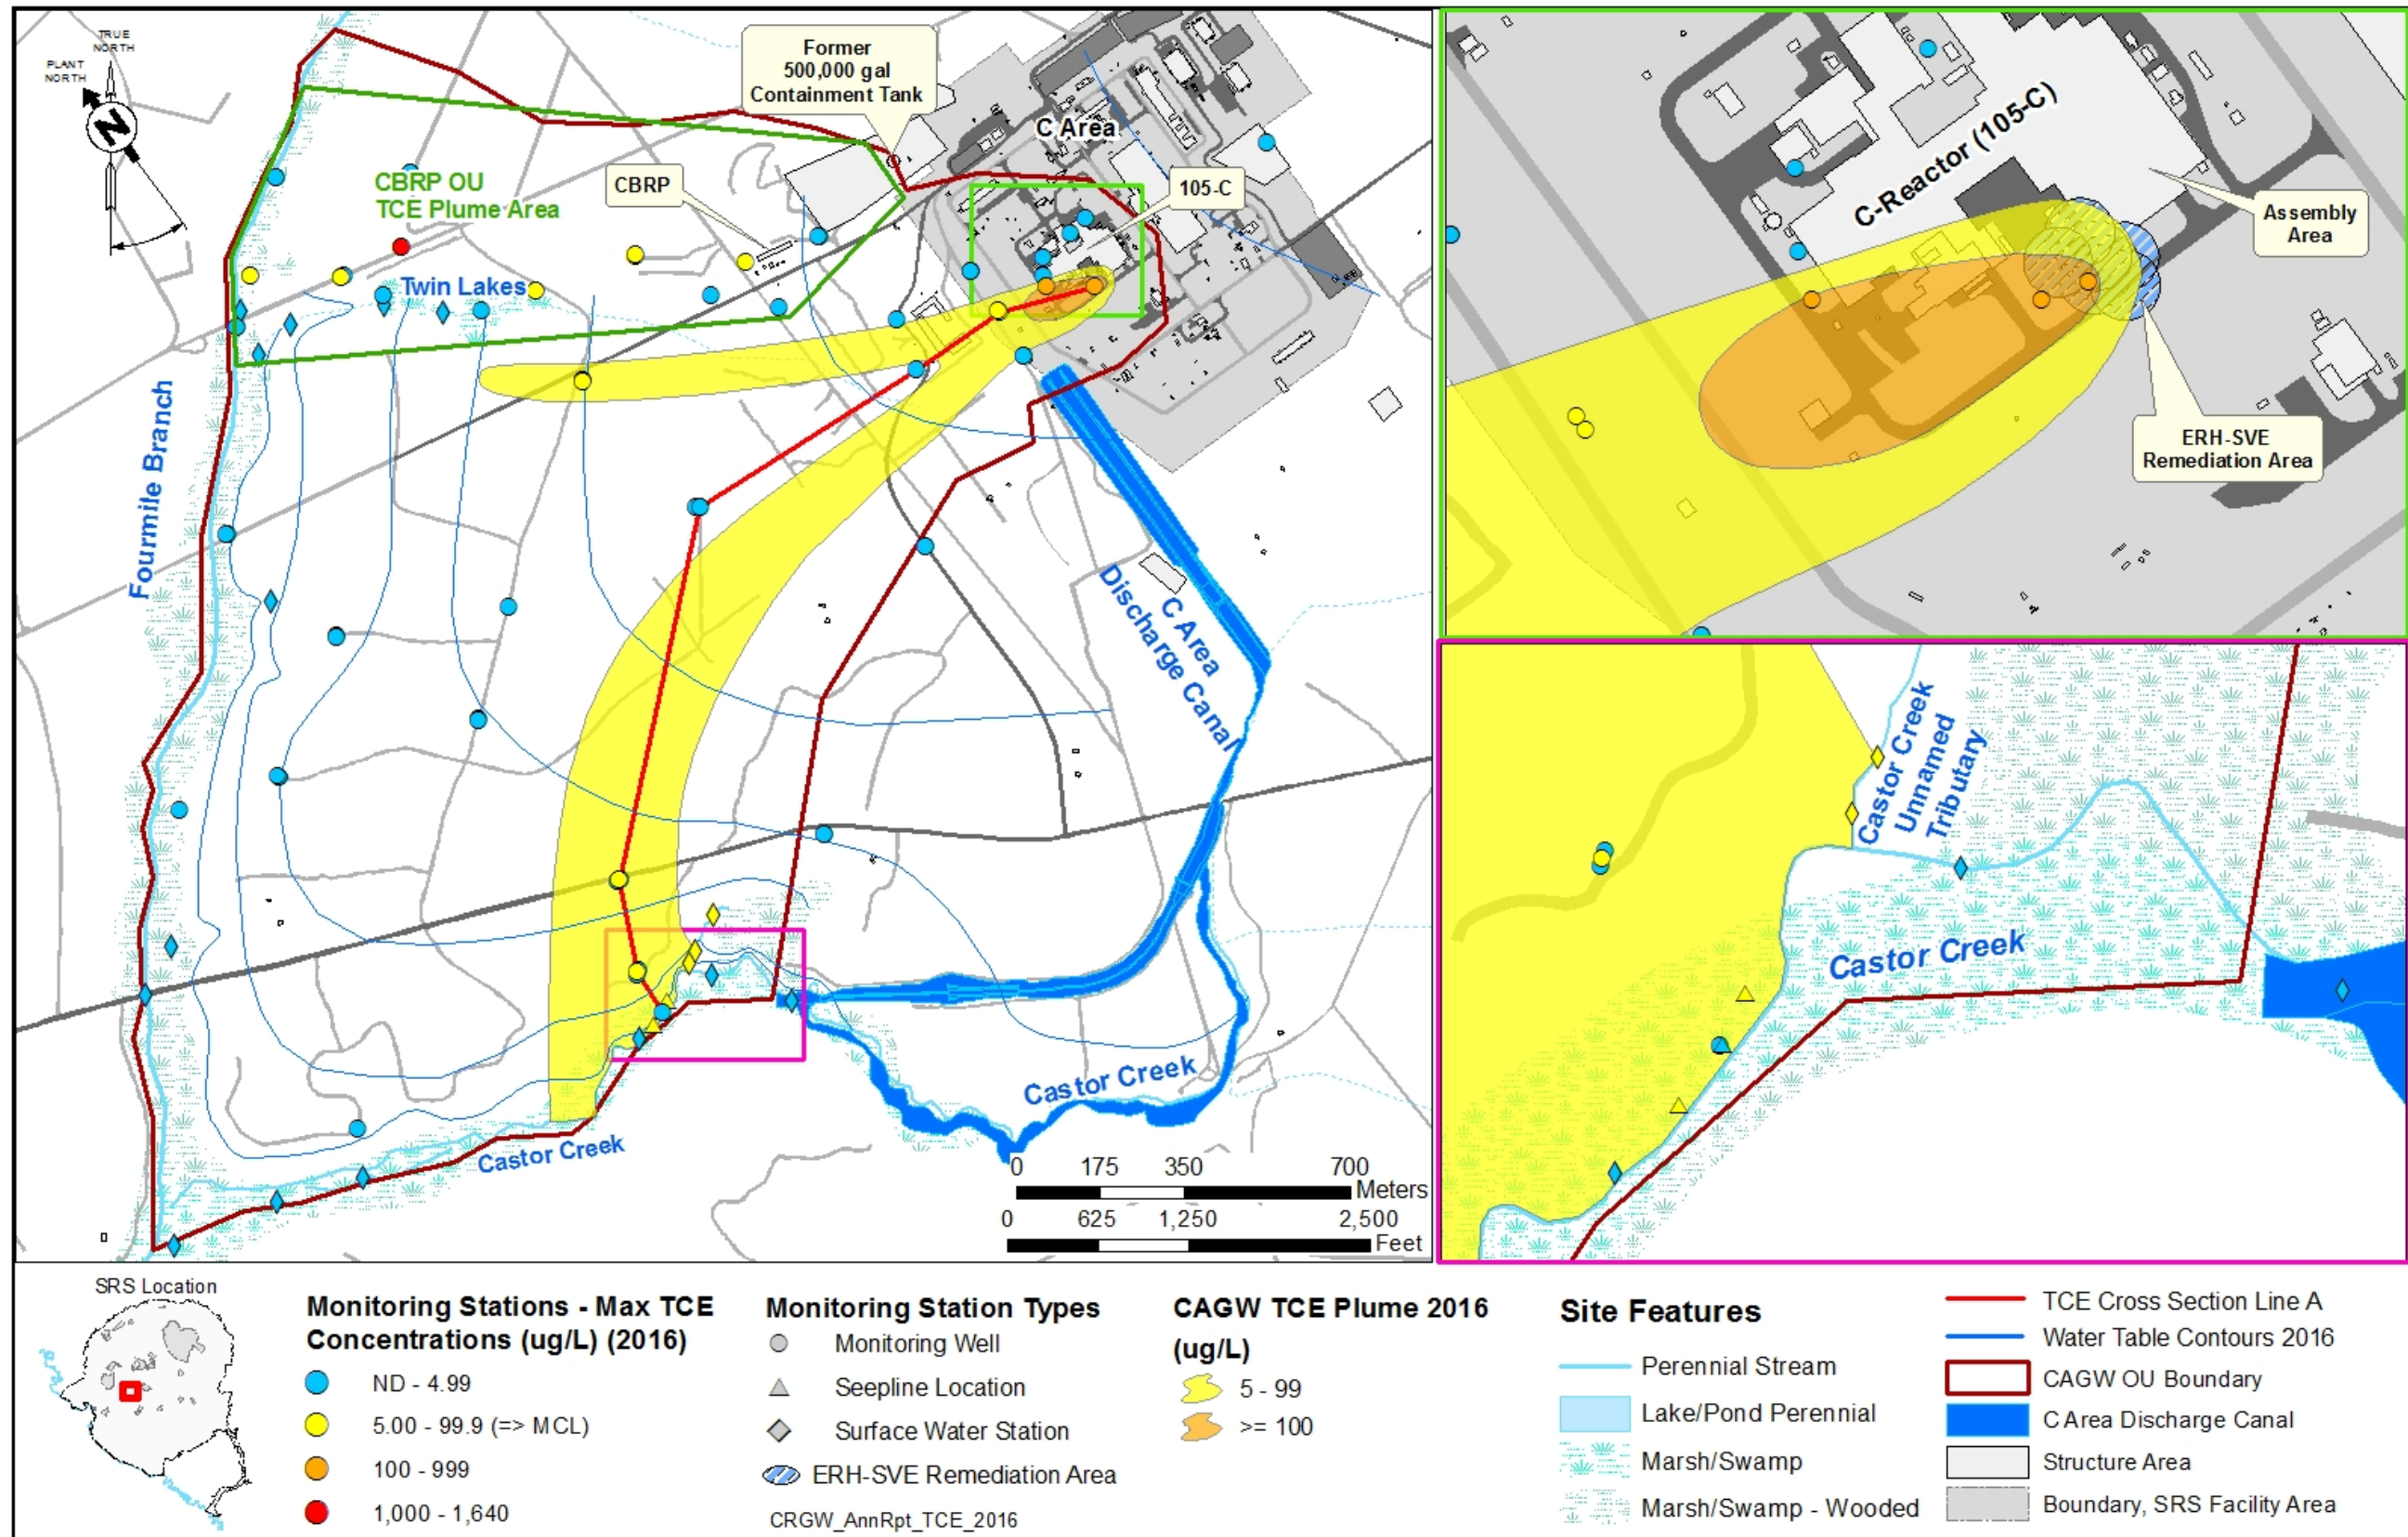 TRUE
NORTH
PLANT
NORTH
N
Former
500,000 gal
Containment Tank
C Area
CBRP
105-C
CBRP OU
TCE Plume Area
Twin Lakes
Fourmile Branch
C Area
Discharge Canal
Castor Creek
Castor Creek
0 175 350 700
Meters
0 625 1,250 2,500
Feet
C-Reactor (105-C)
Assembly
Area
ERH-SVE
Remediation Area
Castor Creek
Unnamed
Tributary
Castor Creek
SRS Location
Monitoring Stations - Max TCE
Concentrations (ug/L) (2016)
ND - 4.99
5.00 - 99.9 (=> MCL)
100 - 999
1,000 - 1,640
Monitoring Station Types
Monitoring Well
Seepline Location
Surface Water Station
ERH-SVE Remediation Area
CRGW_AnnRpt_TCE_2016
CAGW TCE Plume 2016
(ug/L)
5 - 99
>= 100
Site Features
Perennial Stream
Lake/Pond Perennial
Marsh/Swamp
Marsh/Swamp - Wooded
TCE Cross Section Line A
Water Table Contours 2016
CAGW OU Boundary
C Area Discharge Canal
Structure Area
Boundary, SRS Facility Area